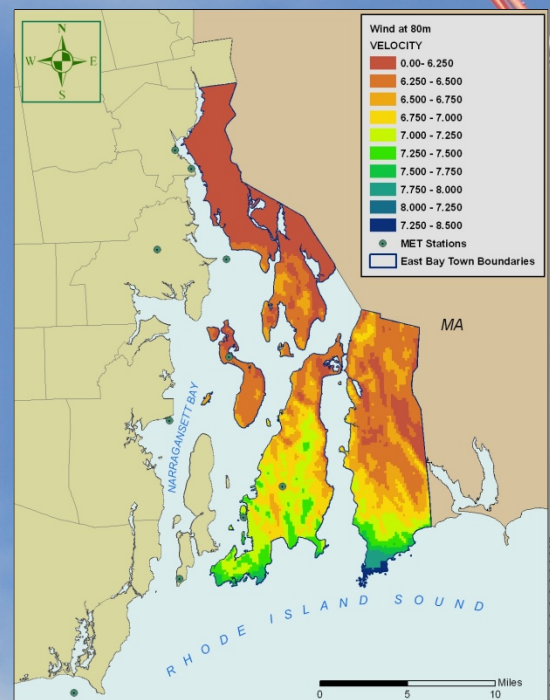 N
W E
S
Wind at 80m
VELOCITY
0.00- 6.250
6.250 - 6.500
6.500 - 6.750
6.750 - 7.000
7.000 - 7.250
7.250 - 7.500
7.500 - 7.750
7.750 - 8.000
8.000 - 7.250
7.250 - 8.500
MET Stations
East Bay Town Boundaries
MA
NARRAGANSETT BAY
RHODE ISLAND SOUND
Miles
0 5 10